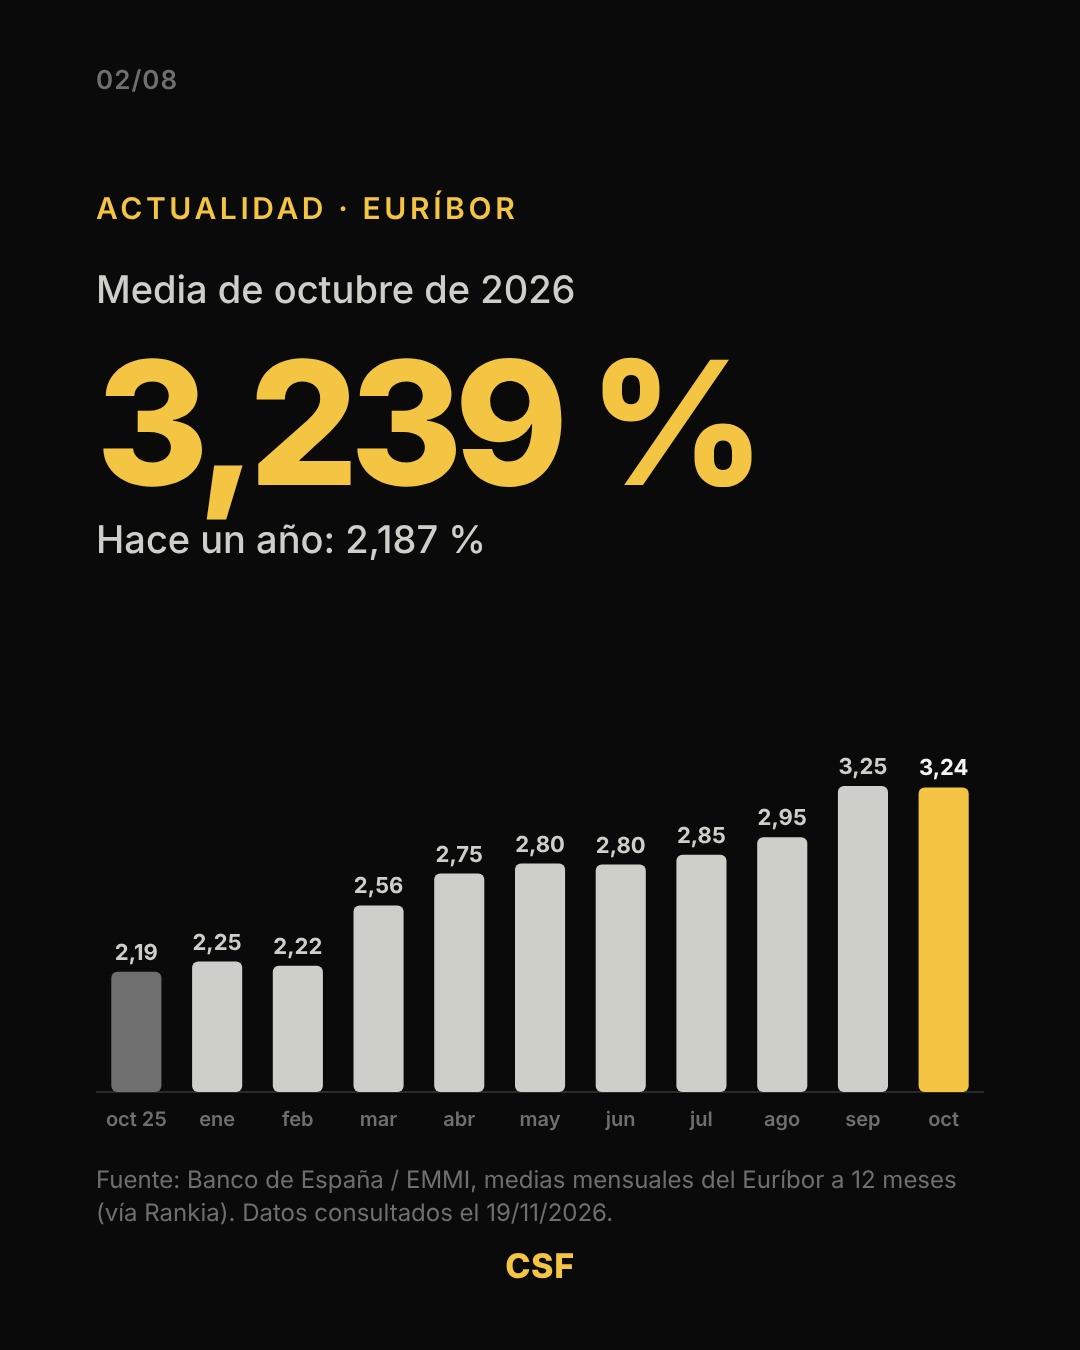 02/08
ACTUALIDAD · EURÍBOR
Media de octubre de 2026
3,239 %
Hace un año: 2,187 %
2,19 2,25 2,22 2,56 2,75 2,80 2,80 2,85 2,95 3,25 3,24
oct 25 ene feb mar abr may jun jul ago sep oct
Fuente: Banco de España / EMMI, medias mensuales del Euríbor a 12 meses
(vía Rankia). Datos consultados el 19/11/2026.
CSF